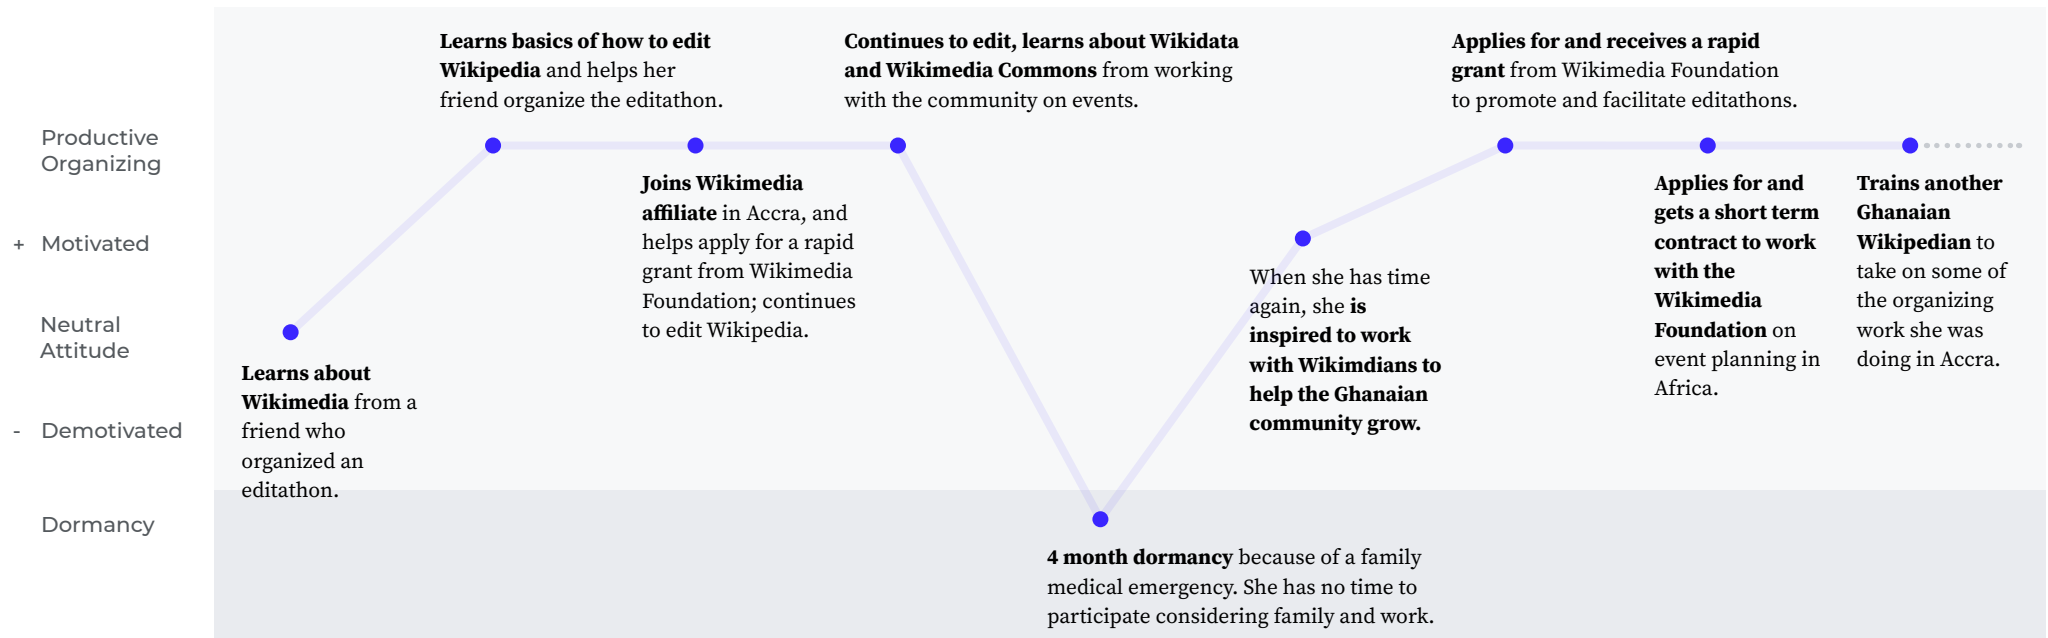 Productive
Organizing
+ Motivated
Neutral
Attitude
- Demotivated
Dormancy
Learns about
Wikimedia from a
friend who
organized an
editathon.
Learns basics of how to edit
Wikipedia and helps her
friend organize the editathon.
Joins Wikimedia
affiliate in Accra, and
helps apply for a rapid
grant from Wikimedia
Foundation; continues
to edit Wikipedia.
Continues to edit, learns about Wikidata
and Wikimedia Commons from working
with the community on events.
4 month dormancy because of a family
medical emergency. She has no time to
participate considering family and work.
When she has time
again, she is
inspired to work
with Wikimdians to
help the Ghanaian
community grow.
Applies for and receives a rapid
grant from Wikimedia Foundation
to promote and facilitate editathons.
Applies for and
gets a short term
contract to work
with the
Wikimedia
Foundation on
event planning in
Africa.
Trains another
Ghanaian
Wikipedian to
take on some of
the organizing
work she was
doing in Accra.